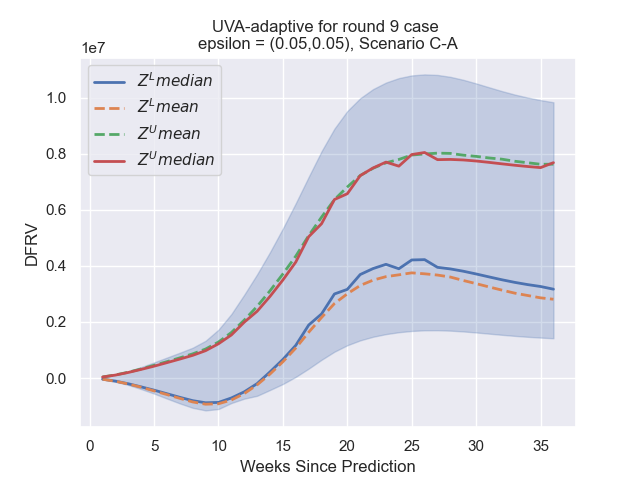 UVA-adaptive for round 9 case
epsilon = (0.05,0.05), Scenario C-A
1e7
Z^L median
Z^L mean
Z^U mean
Z^U median
1.0
0.8
0.6
0.4
0.2
0.0
DFRV
0 5 10 15 20 25 30 35
Weeks Since Prediction